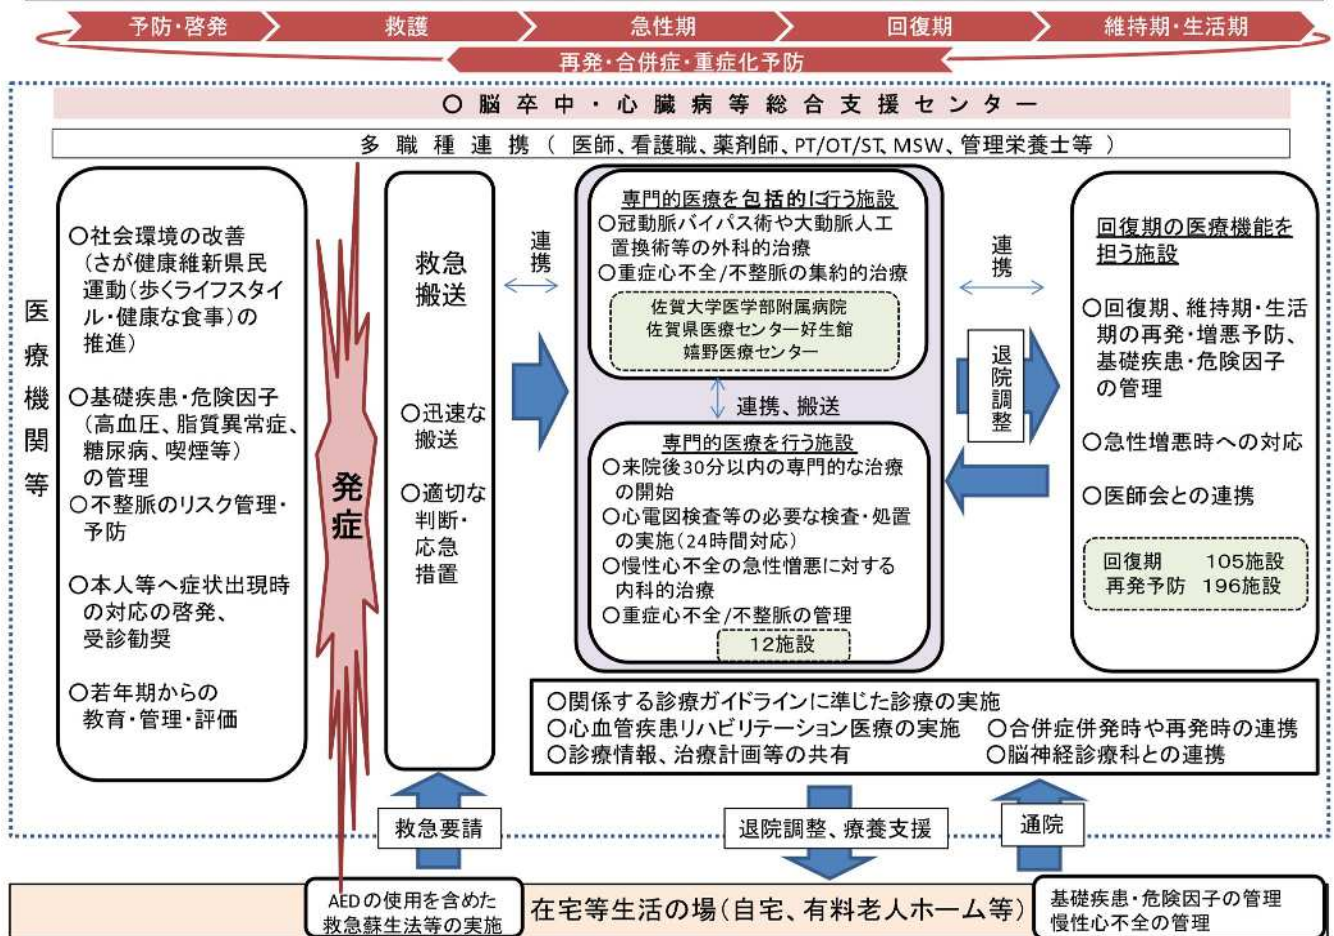 予防・啓発
救護
急性期
回復期
維持期・生活期
再発・合併症・重症化予防
〇脳卒中・心臓病等総合支援センター
多職種連携(医師、看護職、薬剤師、PT/OT/ST、MSW、管理栄養士等)
医療機関等
〇社会環境の改善
(さが健康維新県民
運動(歩くライフスタイ
ル・健康な食事)の
推進)
〇基礎疾患・危険因子
(高血圧、脂質異常症、
糖尿病、喫煙等)
の管理
〇不整脈のリスク管理・
予防
〇本人等へ症状出現時
の対応の啓発、
受診勧奨
〇若年期からの
教育・管理・評価
発症
救急
搬送
〇迅速な
搬送
〇適切な
判断・
応急
措置
連携
専門的医療を包括的に行う施設
〇冠動脈バイパス術や大動脈人工
置換術等の外科的治療
〇重症心不全/不整脈の集約的治療
佐賀大学医学部附属病院
佐賀県医療センター好生館
嬉野医療センター
連携、搬送
専門的医療を行う施設
〇来院後30分以内の専門的な治療
の開始
〇心電図検査等の必要な検査・処置
の実施(24時間対応)
〇慢性心不全の急性憎悪に対する
内科的治療
〇重症心不全/不整脈の管理
12施設
連携
退院調整
回復期の医療機能を
担う施設
〇回復期、維持期・生活
期の再発・増悪予防、
基礎疾患・危険因子
の管理
〇急性増悪時への対応
〇医師会との連携
回復期 105施設
再発予防 196施設
〇関係する診療ガイドラインに準じた診療の実施
〇心血管疾患リハビリテーション医療の実施 〇合併症併発時や再発時の連携
〇診療情報、治療計画等の共有 〇脳神経診療科との連携
救急要請
退院調整、療養支援
通院
AEDの使用を含めた
救急蘇生法等の実施
在宅等生活の場(自宅、有料老人ホーム等)
基礎疾患・危険因子の管理
慢性心不全の管理